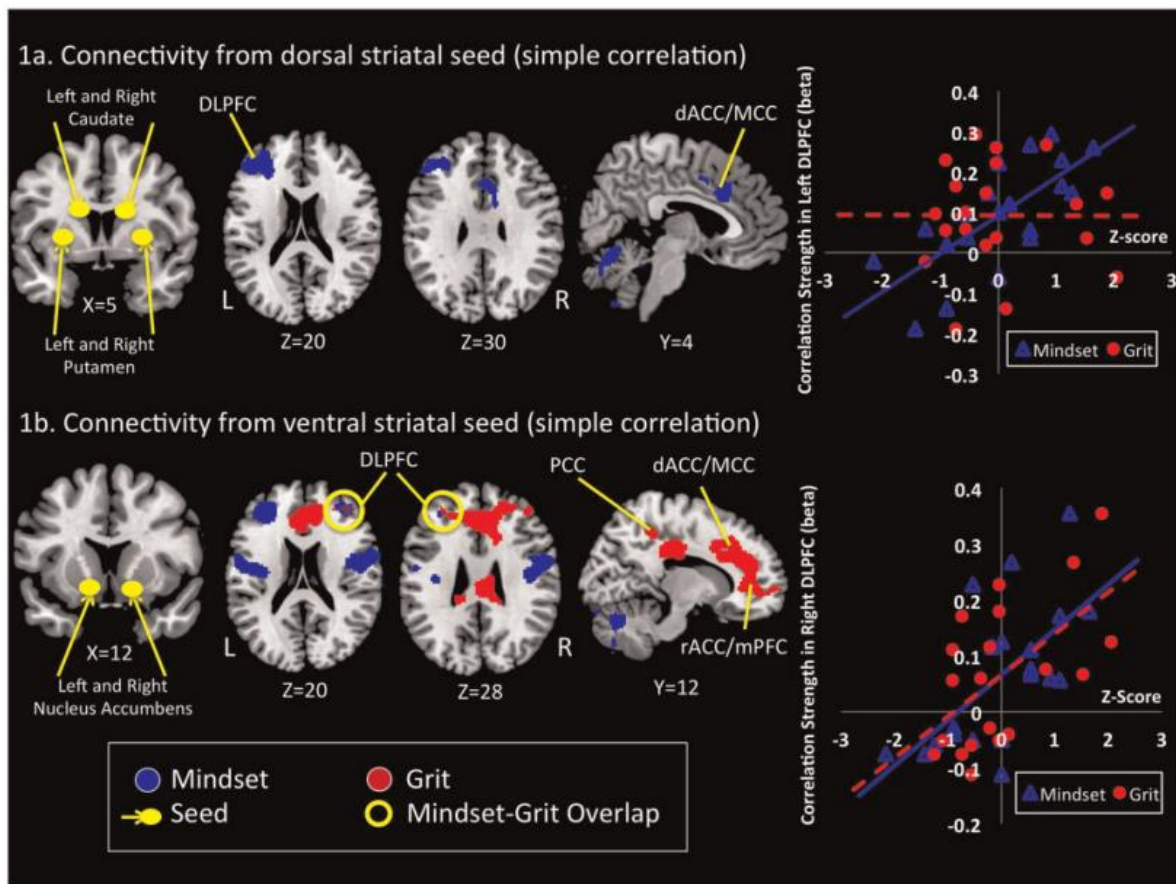 1a. Connectivity from dorsal striatal seed (simple correlation)
Left and Right
Caudate
DLPFC
dACC/MCC
X=5
L
R
Left and Right
Putamen
Z=20
Z=30
Y=4
Correlation Strength in Left DLPFC (beta)
0.4
0.3
0.2
0.1
0
-0.1
-0.2
-0.3
Z-score
-3 -2 -1 0 1 2 3
Mindset Grit
1b. Connectivity from ventral striatal seed (simple correlation)
DLPFC
PCC
dACC/MCC
X=12
L
R
rACC/mPFC
Left and Right
Nucleus Accumbens
Z=20
Z=28
Y=12
Correlation Strength in Right DLPFC (beta)
0.4
0.3
0.2
0.1
0
-0.1
-0.2
Z-Score
-3 -2 -1 0 1 2 3
Mindset Grit
Mindset
Grit
Seed
Mindset-Grit Overlap